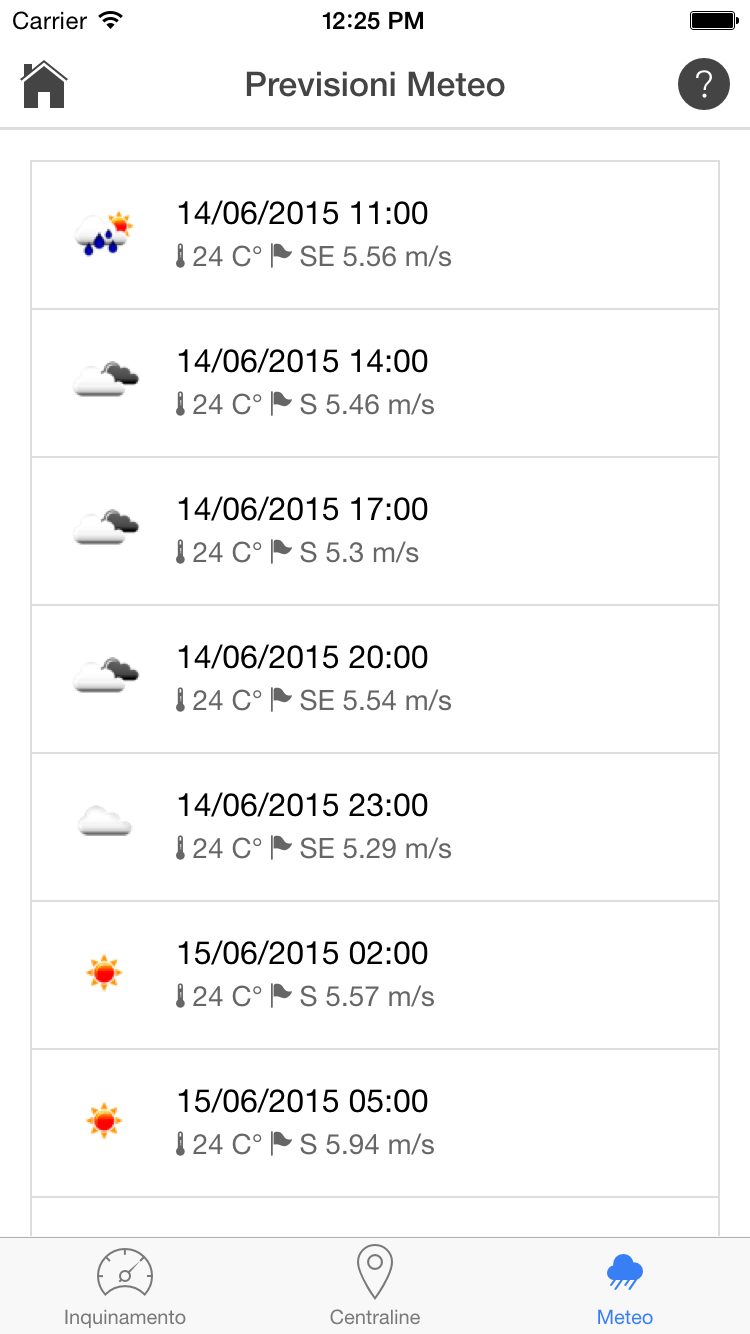 Carrier 12:25 PM
Previsioni Meteo ?
14/06/2015 11:00
24 C° SE 5.56 m/s
14/06/2015 14:00
24 C° S 5.46 m/s
14/06/2015 17:00
24 C° S 5.3 m/s
14/06/2015 20:00
24 C° SE 5.54 m/s
14/06/2015 23:00
24 C° SE 5.29 m/s
15/06/2015 02:00
24 C° S 5.57 m/s
15/06/2015 05:00
24 C° S 5.94 m/s
Inquinamento Centraline Meteo